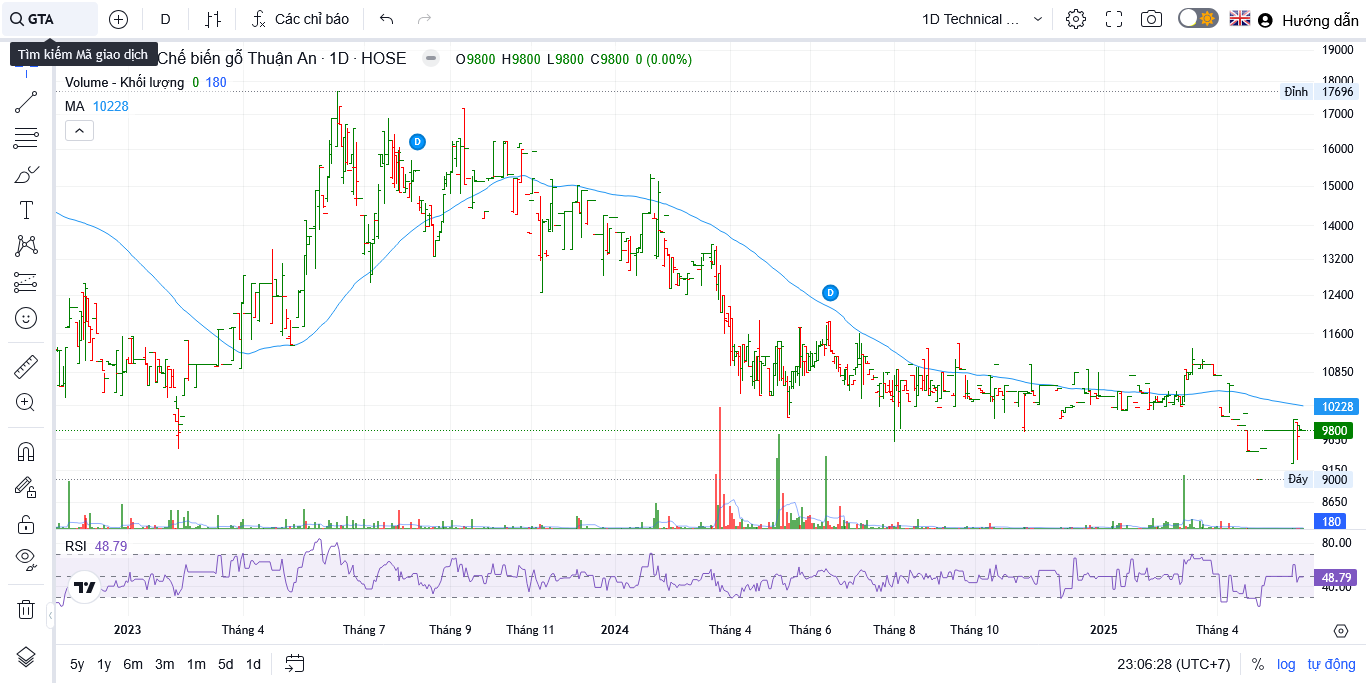 GTA
D
Các chỉ báo
1D Technical ...
Hướng dẫn
Tìm kiếm Mã giao dịch
Chế biến gỗ Thuận An · 1D · HOSE
O9800 H9800 L9800 C9800 0 (0.00%)
Volume - Khối lượng 0 180
MA 10228
D
D
19000
18000
Đỉnh 17696
17000
16000
15000
14000
13200
12400
11600
10850
10228
9800
9650
9150
Đáy 9000
8650
180
RSI 48.79
80.00
48.79
40.00
2023
Tháng 4
Tháng 7
Tháng 9
Tháng 11
2024
Tháng 4
Tháng 6
Tháng 8
Tháng 10
2025
Tháng 4
5y 1y 6m 3m 1m 5d 1d
23:06:28 (UTC+7)
% log tự động